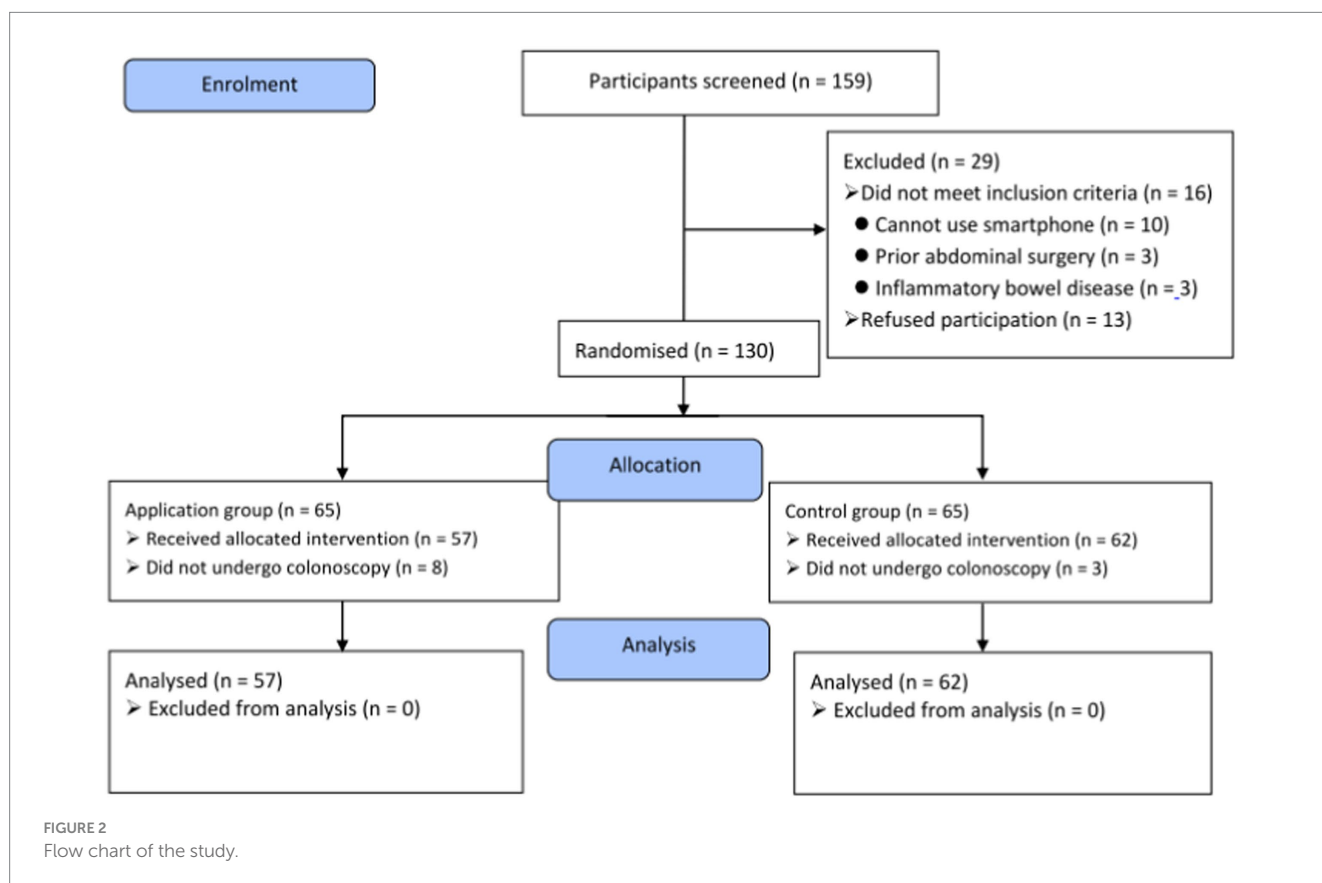 Enrolment
Participants screened (n = 159)
Excluded (n = 29)
➢Did not meet inclusion criteria (n = 16)
● Cannot use smartphone (n = 10)
● Prior abdominal surgery (n = 3)
● Inflammatory bowel disease (n = 3)
➢Refused participation (n = 13)
Randomised (n = 130)
Allocation
Application group (n = 65)
➢ Received allocated intervention (n = 57)
➢ Did not undergo colonoscopy (n = 8)
Control group (n = 65)
➢ Received allocated intervention (n = 62)
➢ Did not undergo colonoscopy (n = 3)
Analysis
Analysed (n = 57)
➢ Excluded from analysis (n = 0)
Analysed (n = 62)
➢ Excluded from analysis (n = 0)
FIGURE 2
Flow chart of the study.